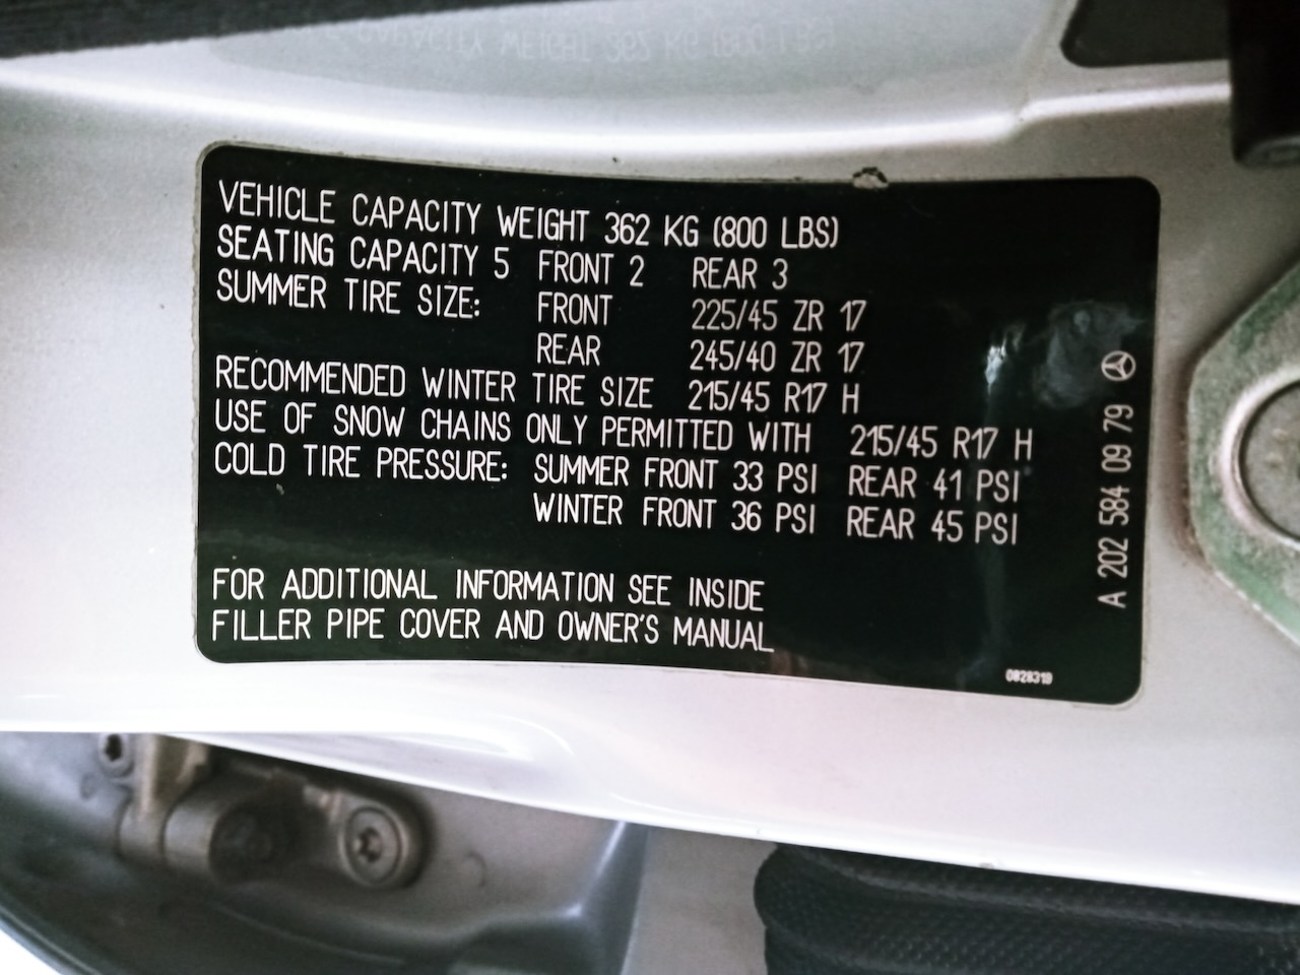 VEHICLE CAPACITY WEIGHT 362 KG (800 LBS)
SEATING CAPACITY 5 FRONT 2 REAR 3
SUMMER TIRE SIZE: FRONT 225/45 ZR 17
REAR 245/40 ZR 17
RECOMMENDED WINTER TIRE SIZE 215/45 R17 H
USE OF SNOW CHAINS ONLY PERMITTED WITH 215/45 R17 H
COLD TIRE PRESSURE: SUMMER FRONT 33 PSI REAR 41 PSI
WINTER FRONT 36 PSI REAR 45 PSI
FOR ADDITIONAL INFORMATION SEE INSIDE
FILLER PIPE COVER AND OWNER'S MANUAL
A 202 584 09 79